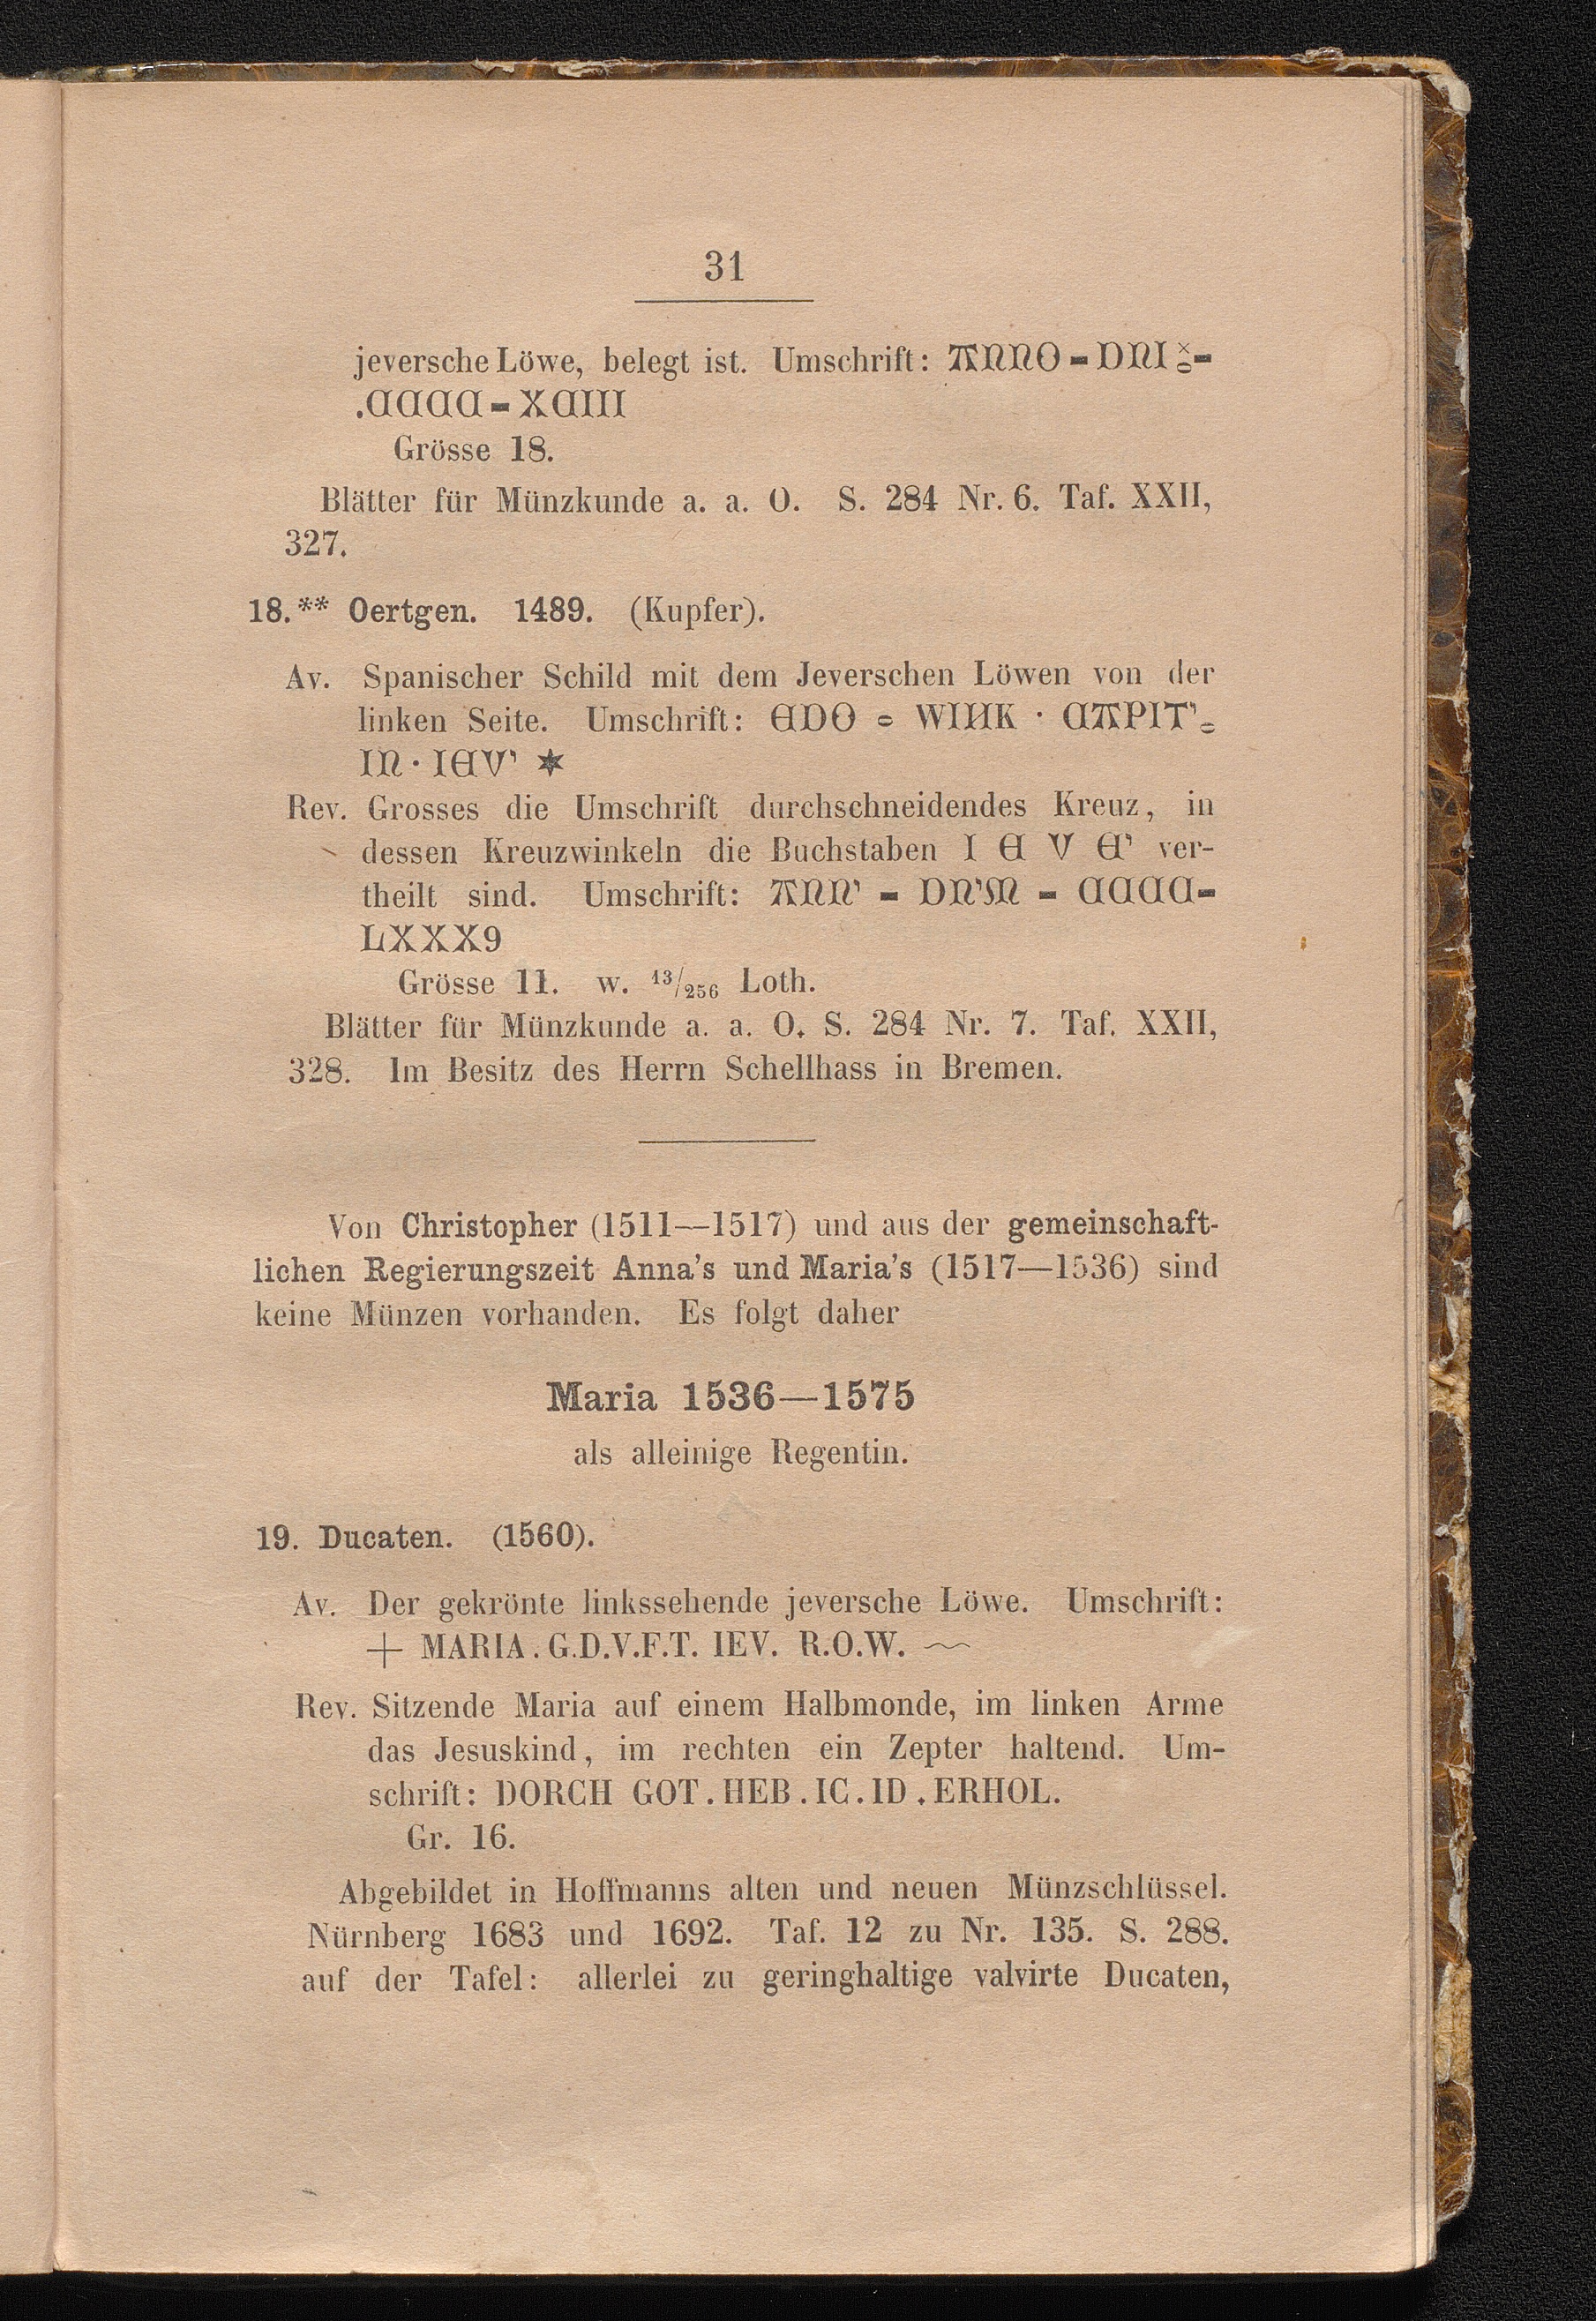 31
jeversche Löwe, belegt ist. Umschrift: ANNO - DNI -
.CCCC - XCIII
Grösse 18.
Blätter für Münzkunde a. a. O. S. 284 Nr. 6. Taf. XXII,
327.
18.** Oertgen. 1489. (Kupfer).
Av. Spanischer Schild mit dem Jeverschen Löwen von der
linken Seite. Umschrift: EDO o WINK · CAPIT'o
IN · IEV' ★
Rev. Grosses die Umschrift durchschneidendes Kreuz, in
dessen Kreuzwinkeln die Buchstaben I E V E' ver-
theilt sind. Umschrift: ANN' - DN'M - CCCC-
LXXX9
Grösse 11. w. 13/256 Loth.
Blätter für Münzkunde a. a. O. S. 284 Nr. 7. Taf. XXII,
328. Im Besitz des Herrn Schellhass in Bremen.
Von Christopher (1511—1517) und aus der gemeinschaft-
lichen Regierungszeit Anna's und Maria's (1517—1536) sind
keine Münzen vorhanden. Es folgt daher
Maria 1536—1575
als alleinige Regentin.
19. Ducaten. (1560).
Av. Der gekrönte linkssehende jeversche Löwe. Umschrift:
+ MARIA . G.D.V.F.T. IEV. R.O.W. ~
Rev. Sitzende Maria auf einem Halbmonde, im linken Arme
das Jesuskind, im rechten ein Zepter haltend. Um-
schrift: DORCH GOT . HEB . IC . ID . ERHOL.
Gr. 16.
Abgebildet in Hoffmanns alten und neuen Münzschlüssel.
Nürnberg 1683 und 1692. Taf. 12 zu Nr. 135. S. 288.
auf der Tafel: allerlei zu geringhaltige valvirte Ducaten,